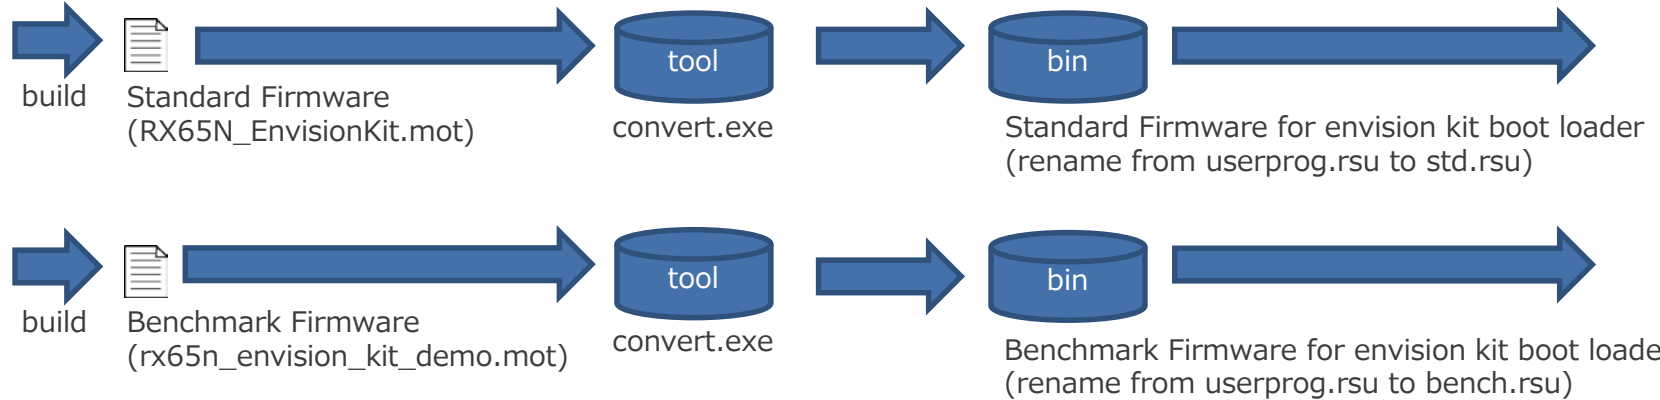 build
Standard Firmware
(RX65N_EnvisionKit.mot)
tool
convert.exe
bin
Standard Firmware for envision kit boot loader
(rename from userprog.rsu to std.rsu)
build
Benchmark Firmware
(rx65n_envision_kit_demo.mot)
tool
convert.exe
bin
Benchmark Firmware for envision kit boot loade
(rename from userprog.rsu to bench.rsu)